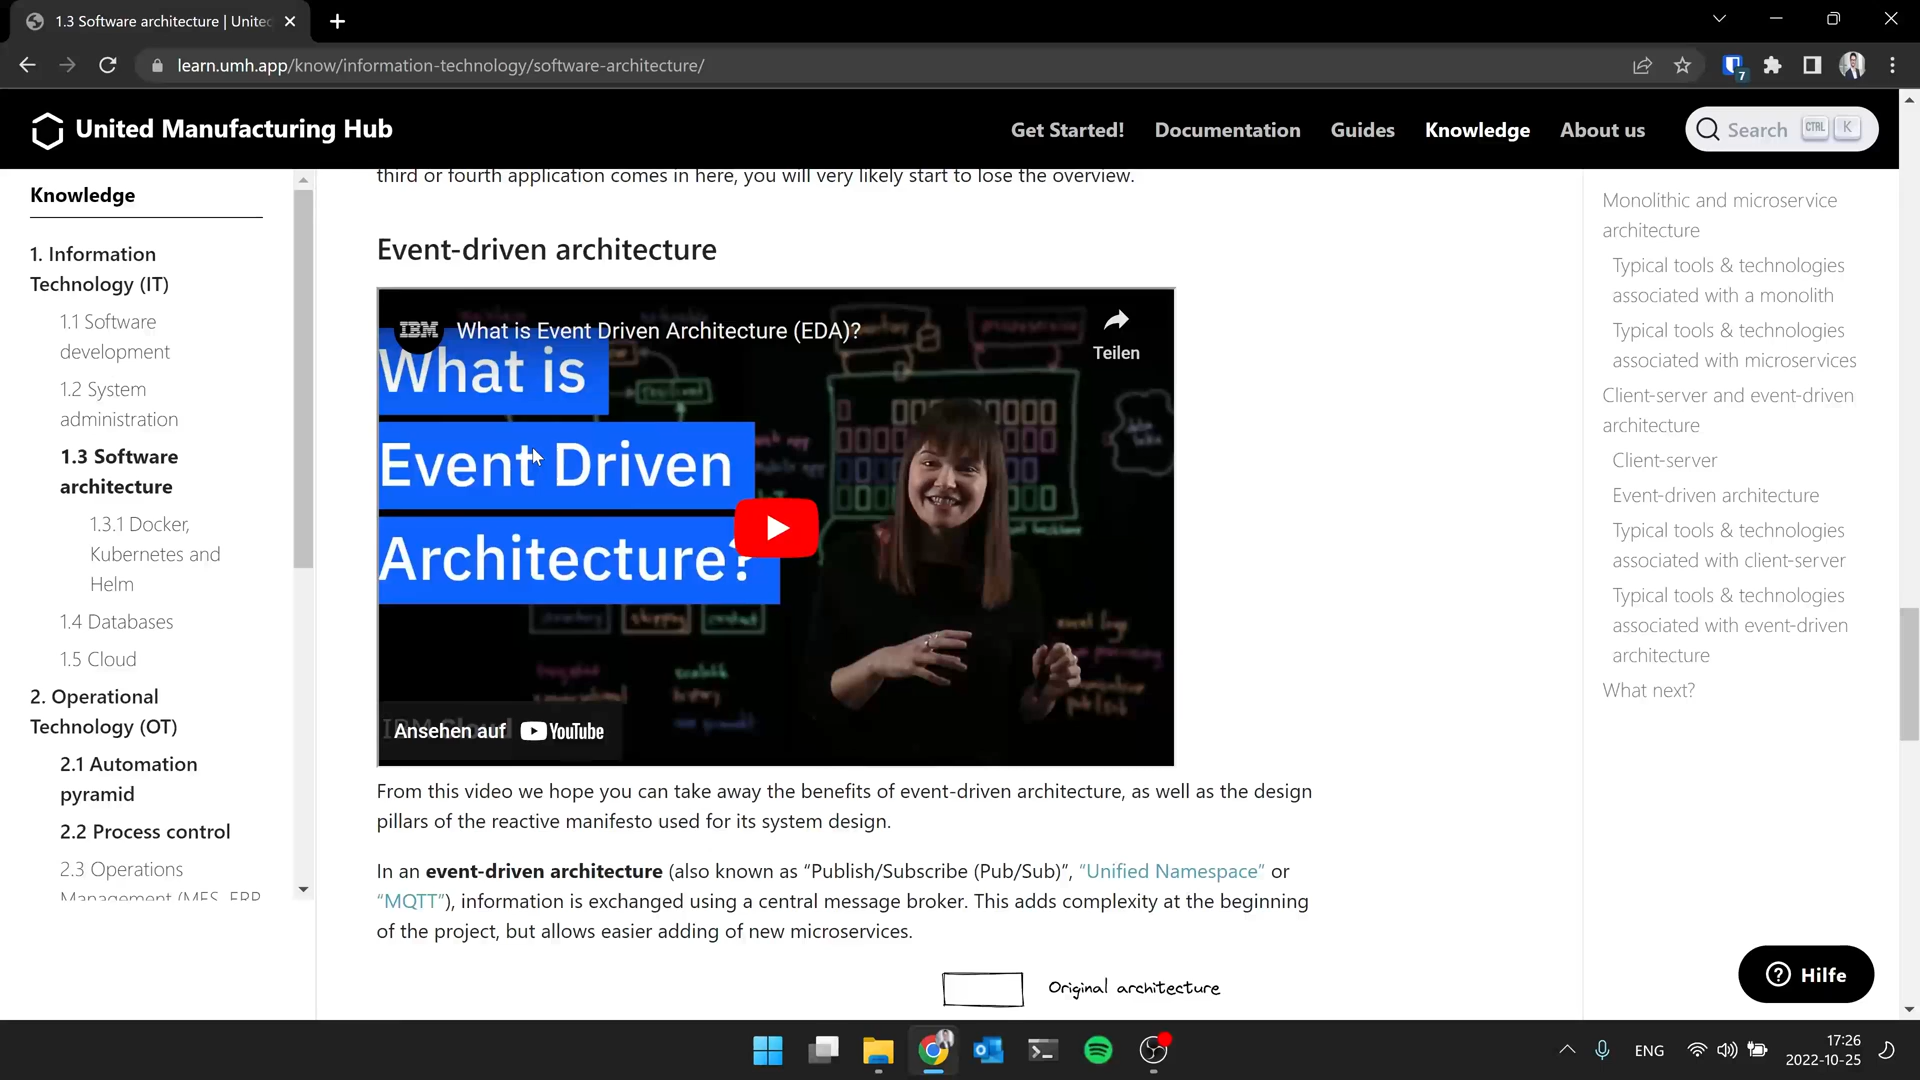 1.3 Software architecture | United
learn.umh.app/know/information-technology/software-architecture/
7
United Manufacturing Hub
Get Started!
Documentation
Guides
Knowledge
About us
Search
CTRL
K
Knowledge
1. Information
Technology (IT)
1.1 Software
development
1.2 System
administration
1.3 Software
architecture
1.3.1 Docker,
Kubernetes and
Helm
1.4 Databases
1.5 Cloud
2. Operational
Technology (OT)
2.1 Automation
pyramid
2.2 Process control
2.3 Operations
Management (MES, ERP
third or fourth application comes in here, you will very likely start to lose the overview.
Event-driven architecture
IBM
What is Event Driven Architecture (EDA)?
Teilen
What is
Event Driven
Architecture?
inventory
shipping
contact
scalable
IBM Cloud
Ansehen auf YouTube
From this video we hope you can take away the benefits of event-driven architecture, as well as the design
pillars of the reactive manifesto used for its system design.
In an event-driven architecture (also known as “Publish/Subscribe (Pub/Sub)”, “Unified Namespace” or
“MQTT”), information is exchanged using a central message broker. This adds complexity at the beginning
of the project, but allows easier adding of new microservices.
Original architecture
Monolithic and microservice
architecture
Typical tools & technologies
associated with a monolith
Typical tools & technologies
associated with microservices
Client-server and event-driven
architecture
Client-server
Event-driven architecture
Typical tools & technologies
associated with client-server
Typical tools & technologies
associated with event-driven
architecture
What next?
Hilfe
ENG
17:26
2022-10-25